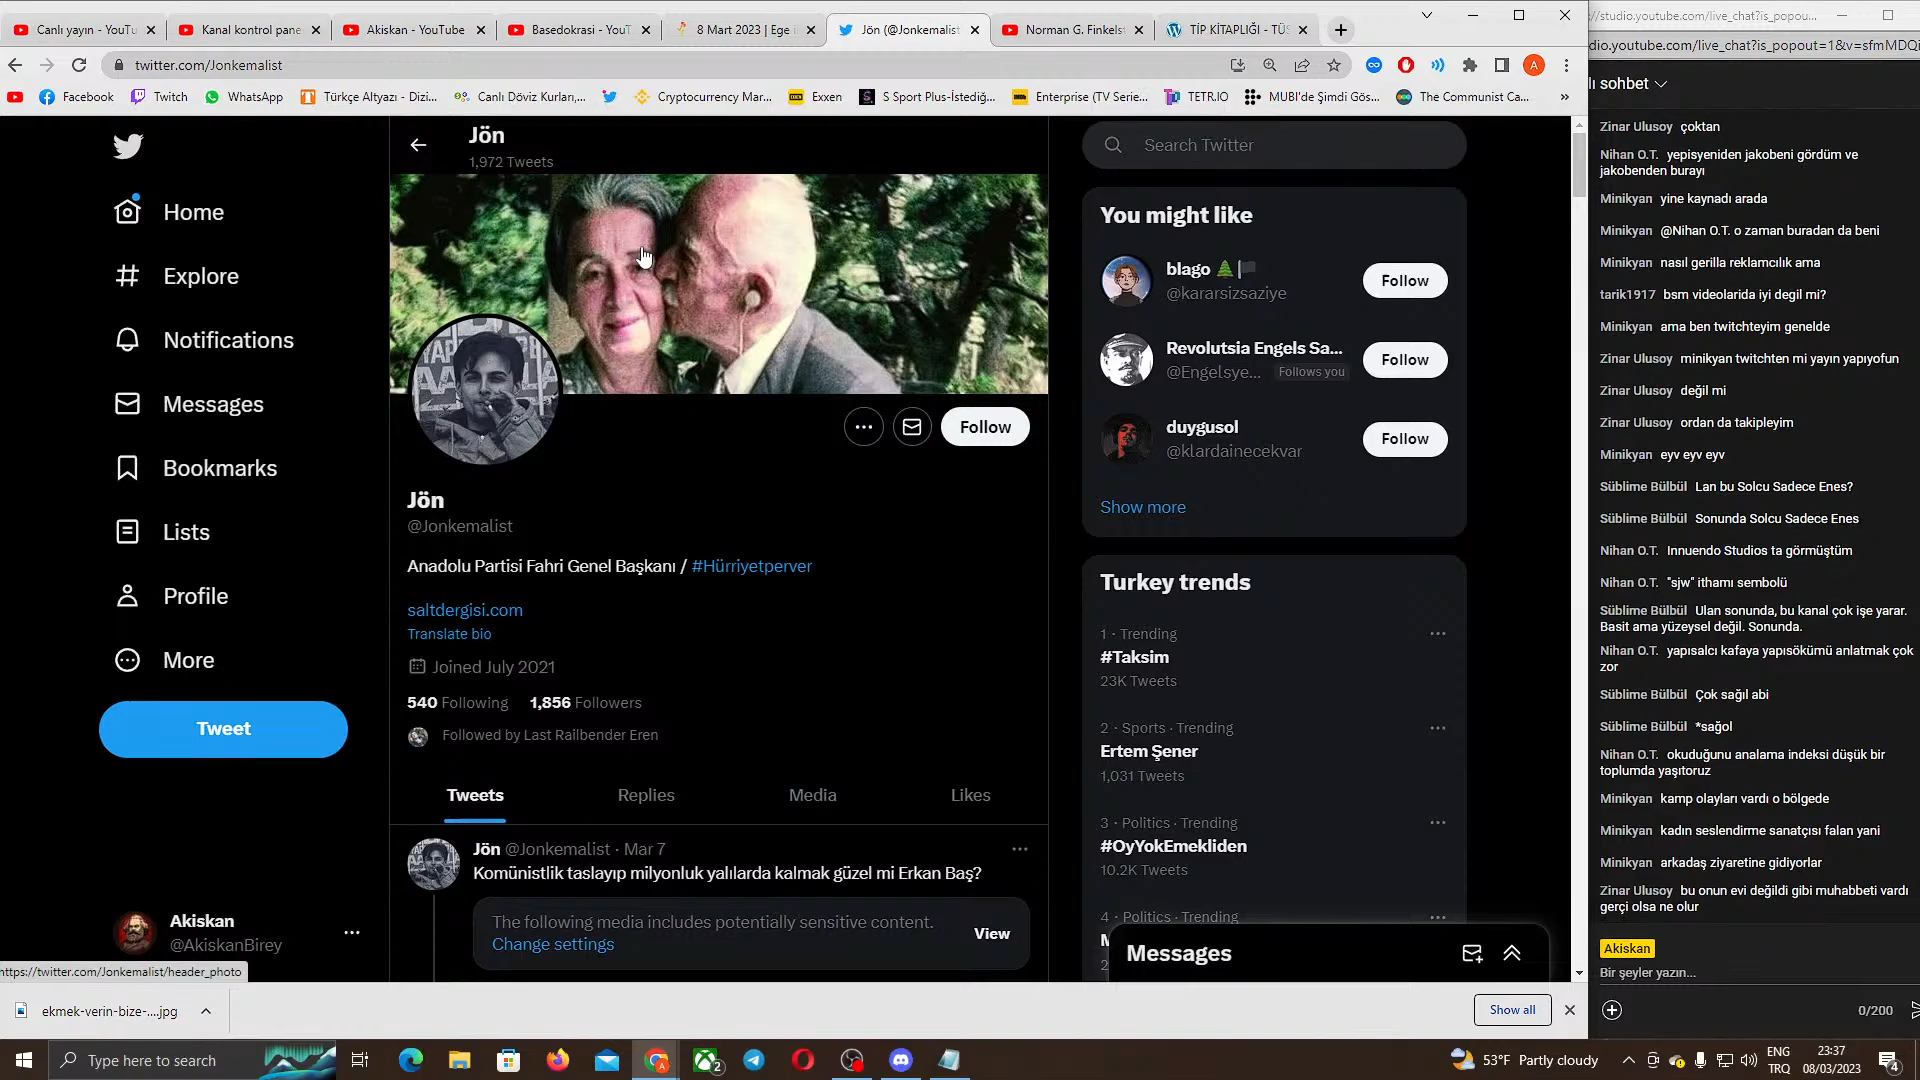 Canlı yayın - YouTu
Kanal kontrol pane
Akiskan - YouTube
Basedokrasi - YouT
8 Mart 2023 | Ege i
Jön (@Jonkemalist
Norman G. Finkelst
TİP KİTAPLIĞI - TÜS
twitter.com/Jonkemalist
Facebook
Twitch
WhatsApp
Türkçe Altyazı - Dizi...
Canlı Döviz Kurları,...
Cryptocurrency Mar...
Exxen
S Sport Plus-İstediğ...
Enterprise (TV Serie...
TETR.IO
MUBI'de Şimdi Gös...
The Communist Ca...
»
Home
Explore
Notifications
Messages
Bookmarks
Lists
Profile
More
Tweet
Akiskan
@AkiskanBirey
https://twitter.com/Jonkemalist/header_photo
Jön
1,972 Tweets
Follow
Jön
@Jonkemalist
Anadolu Partisi Fahri Genel Başkanı / #Hürriyetperver
saltdergisi.com
Translate bio
Joined July 2021
540 Following 1,856 Followers
Followed by Last Railbender Eren
Tweets Replies Media Likes
Jön @Jonkemalist · Mar 7
Komünistlik taslayıp milyonluk yalılarda kalmak güzel mi Erkan Baş?
The following media includes potentially sensitive content.
Change settings
View
Search Twitter
You might like
blago
@kararsizsaziye
Follow
Revolutsia Engels Sa...
@Engelsye... Follows you
Follow
duygusol
@klardainecekvar
Follow
Show more
Turkey trends
1 · Trending
#Taksim
23K Tweets
2 · Sports · Trending
Ertem Şener
1,031 Tweets
3 · Politics · Trending
#OyYokEmekliden
10.2K Tweets
4 · Politics · Trending
Messages
//studio.youtube.com/live_chat?is_popou...
dio.youtube.com/live_chat?is_popout=1&v=sfmMDQi
lı sohbet
Zinar Ulusoy çoktan
Nihan O.T. yepisyeniden jakobeni gördüm ve
jakobenden burayı
Minikyan yine kaynadı arada
Minikyan @Nihan O.T. o zaman buradan da beni
Minikyan nasıl gerilla reklamcılık ama
tarik1917 bsm videolarida iyi degil mi?
Minikyan ama ben twitchteyim genelde
Zinar Ulusoy minikyan twitchten mi yayın yapıyofun
Zinar Ulusoy değil mi
Zinar Ulusoy ordan da takipleyim
Minikyan eyv eyv eyv
Süblime Bülbül Lan bu Solcu Sadece Enes?
Süblime Bülbül Sonunda Solcu Sadece Enes
Nihan O.T. Innuendo Studios ta görmüştüm
Nihan O.T. "sjw" ithamı sembolü
Süblime Bülbül Ulan sonunda, bu kanal çok işe yarar.
Basit ama yüzeysel değil. Sonunda.
Nihan O.T. yapısalcı kafaya yapısökümü anlatmak çok
zor
Süblime Bülbül Çok sağıl abi
Süblime Bülbül *sağol
Nihan O.T. okuduğunu analama indeksi düşük bir
toplumda yaşıtoruz
Minikyan kamp olayları vardı o bölgede
Minikyan kadın seslendirme sanatçısı falan yani
Minikyan arkadaş ziyaretine gidiyorlar
Zinar Ulusoy bu onun evi değildi gibi muhabbeti vardı
gerçi olsa ne olur
Akiskan
Bir şeyler yazın...
0/200
ekmek-verin-bize-....jpg
Show all
Type here to search
53°F Partly cloudy
ENG
TRQ
23:37
08/03/2023